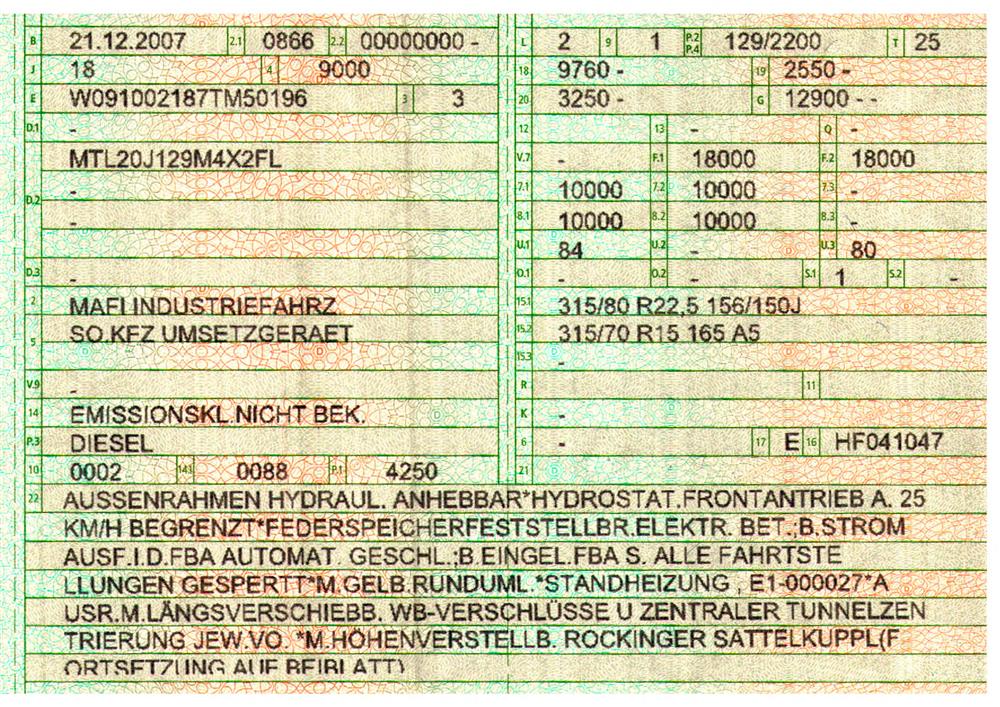 B 21.12.2007 2.1 0866 2.2 00000000 - L 2 9 1 P.2 P.4 129/2200 T 25
J 18 4 9000 18 9760 - 19 2550 -
E W091002187TM50196 3 3 20 3250 - G 12900 - -
D.1 - 12 - 13 - Q -
MTL20J129M4X2FL V.7 - F.1 18000 F.2 18000
D.2 - 7.1 10000 7.2 10000 7.3 -
- 8.1 10000 8.2 10000 8.3 -
U.1 84 U.2 - U.3 80
D.3 - O.1 - O.2 - S.1 1 S.2 -
2 MAFI INDUSTRIEFAHRZ. 15.1 315/80 R22,5 156/150J
5 SO.KFZ UMSETZGERAET 15.2 315/70 R15 165 A5
15.3 -
V.9 - R 11
14 EMISSIONSKL.NICHT BEK. K -
P.3 DIESEL 6 - 17 E 16 HF041047
10 0002 14.1 0088 P.1 4250 21
22 AUSSENRAHMEN HYDRAUL. ANHEBBAR*HYDROSTAT.FRONTANTRIEB A. 25
KM/H BEGRENZT*FEDERSPEICHERFESTSTELLBR.ELEKTR. BET.;B.STROM
AUSF.I.D.FBA AUTOMAT. GESCHL.;B.EINGEL.FBA S. ALLE FAHRTSTE
LLUNGEN GESPERTT*M.GELB.RUNDUML.*STANDHEIZUNG , E1-000027*A
USR.M.LÄNGSVERSCHIEBB. WB-VERSCHLÜSSE U ZENTRALER TUNNELZEN
TRIERUNG JEW.VO. *M.HÖHENVERSTELLB. ROCKINGER SATTELKUPPL(F
ORTSETZUNG AUF BEIBLATT)